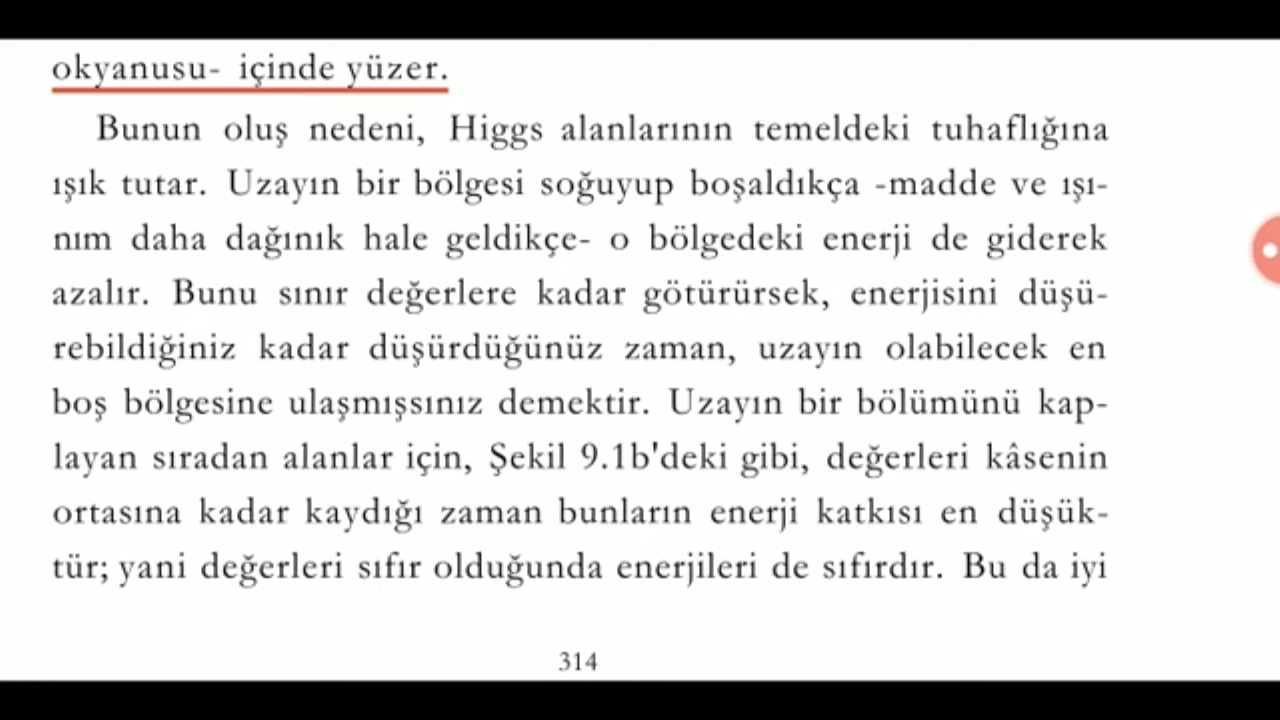 okyanusu- içinde yüzer.
Bunun oluş nedeni, Higgs alanlarının temeldeki tuhaflığına
ışık tutar. Uzayın bir bölgesi soğuyup boşaldıkça -madde ve ışı-
nım daha dağınık hale geldikçe- o bölgedeki enerji de giderek
azalır. Bunu sınır değerlere kadar götürürsek, enerjisini düşü-
rebildiğiniz kadar düşürdüğünüz zaman, uzayın olabilecek en
boş bölgesine ulaşmışsınız demektir. Uzayın bir bölümünü kap-
layan sıradan alanlar için, Şekil 9.1b'deki gibi, değerleri kâsenin
ortasına kadar kaydığı zaman bunların enerji katkısı en düşük-
tür; yani değerleri sıfır olduğunda enerjileri de sıfırdır. Bu da iyi
314